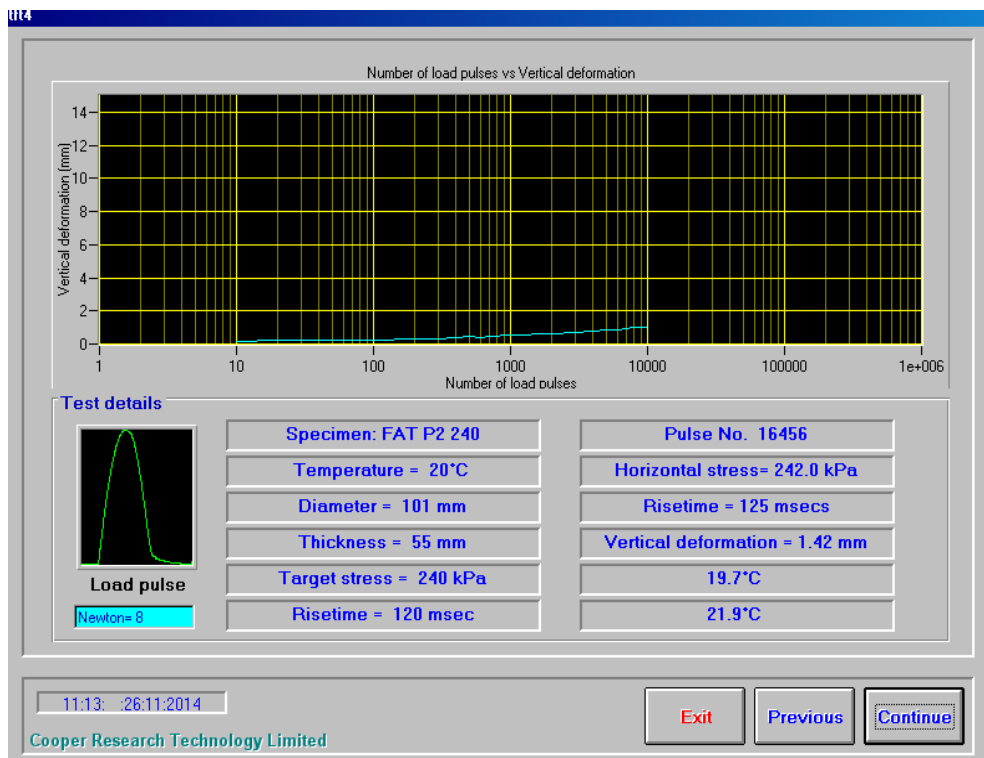 Number of load pulses vs Vertical deformation
14
12
10
8
6
4
2
0
Vertical deformation (mm)
1 10 100 1000 10000 100000 1e+006
Number of load pulses
Test details
Load pulse
Newton= 8
Specimen: FAT P2 240
Temperature = 20°C
Diameter = 101 mm
Thickness = 55 mm
Target stress = 240 kPa
Risetime = 120 msec
Pulse No. 16456
Horizontal stress= 242.0 kPa
Risetime = 125 msecs
Vertical deformation = 1.42 mm
19.7°C
21.9°C
11:13: :26:11:2014
Exit
Previous
Continue
Cooper Research Technology Limited